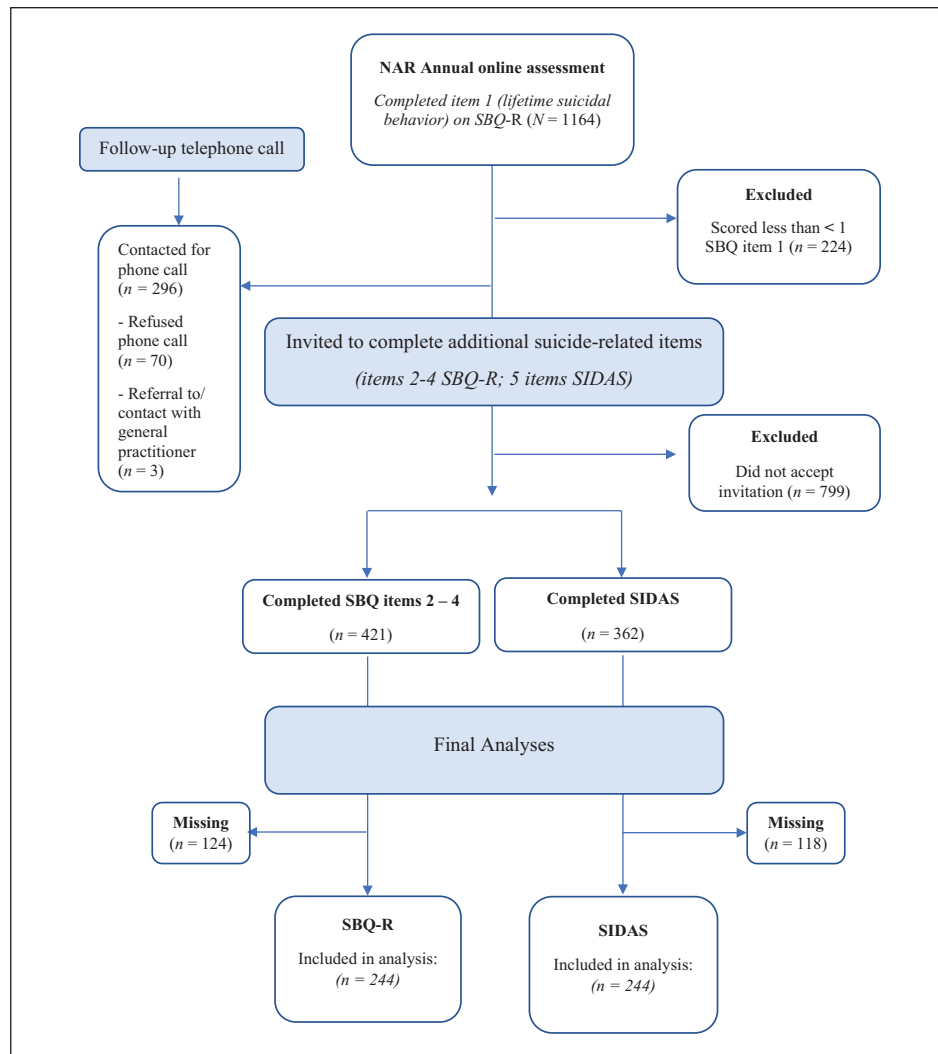 NAR Annual online assessment
Completed item 1 (lifetime suicidal
behavior) on SBQ-R (N = 1164)
Follow-up telephone call
Excluded
Scored less than < 1
SBQ item 1 (n = 224)
Contacted for
phone call
(n = 296)
- Refused
phone call
(n = 70)
- Referral to/
contact with
general
practitioner
(n = 3)
Invited to complete additional suicide-related items
(items 2-4 SBQ-R; 5 items SIDAS)
Excluded
Did not accept
invitation (n = 799)
Completed SBQ items 2 – 4
(n = 421)
Completed SIDAS
(n = 362)
Final Analyses
Missing
(n = 124)
Missing
(n = 118)
SBQ-R
Included in analysis:
(n = 244)
SIDAS
Included in analysis:
(n = 244)